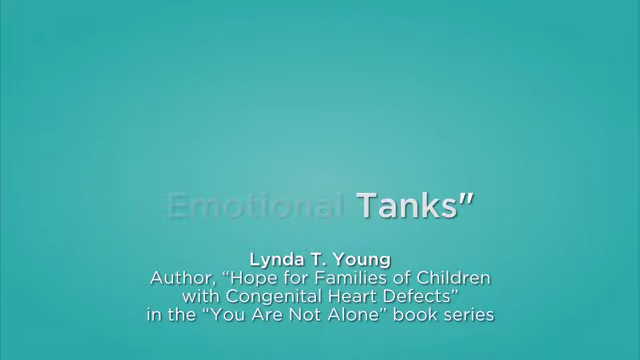 Emotional Tanks"
Lynda T. Young
Author, “Hope for Families of Children
with Congenital Heart Defects”
in the “You Are Not Alone” book series